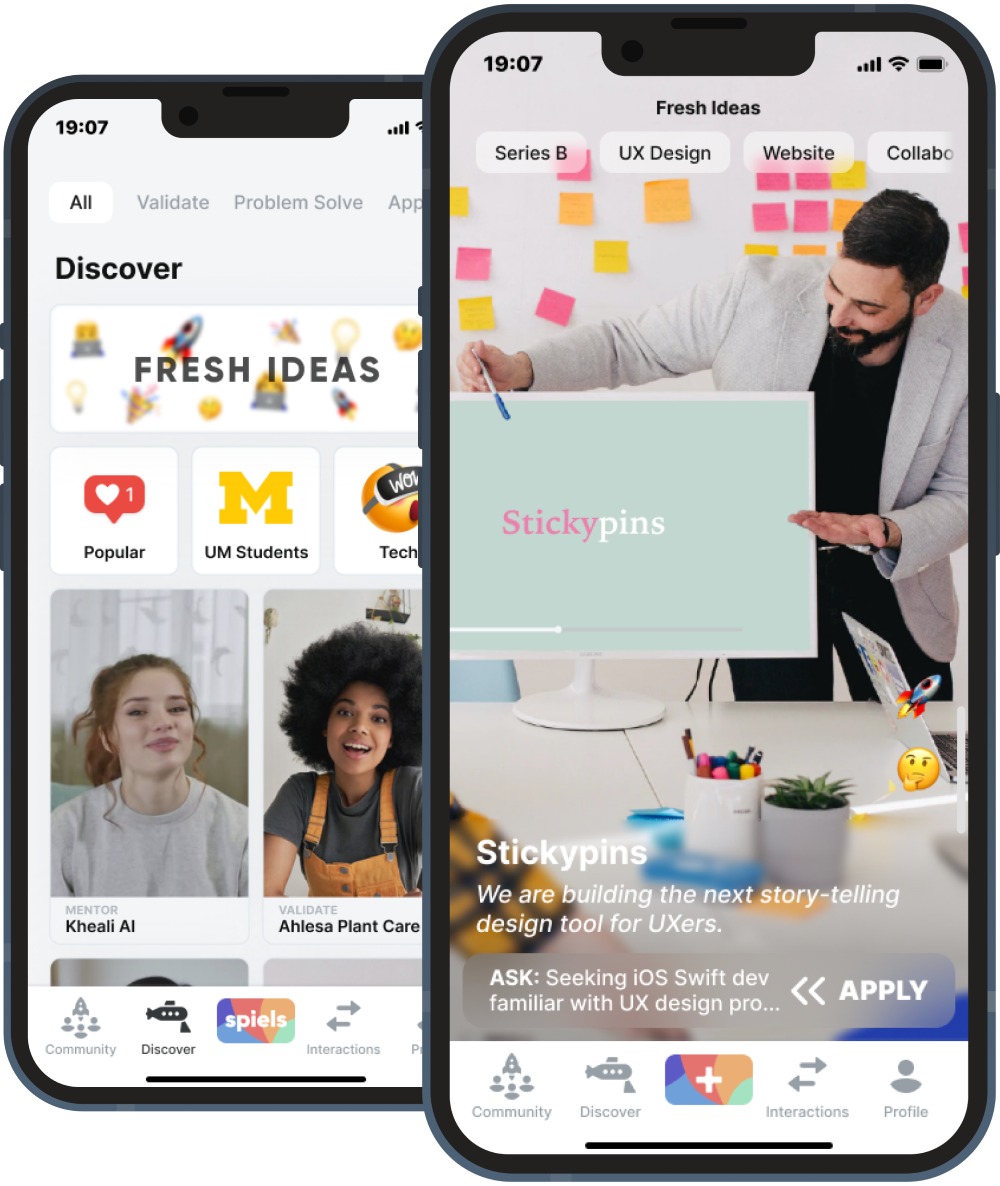 19:07
All
Validate
Problem Solve
App
Discover
FRESH IDEAS
1
M
WOW
Popular
UM Students
Tech
MENTOR
Kheali AI
VALIDATE
Ahlesa Plant Care
Community
Discover
spiels
Interactions
19:07
Fresh Ideas
Series B
UX Design
Website
Collabo
Stickypins
Stickypins
We are building the next story-telling
design tool for UXers.
ASK: Seeking iOS Swift dev
familiar with UX design pro...
APPLY
Community
Discover
Interactions
Profile